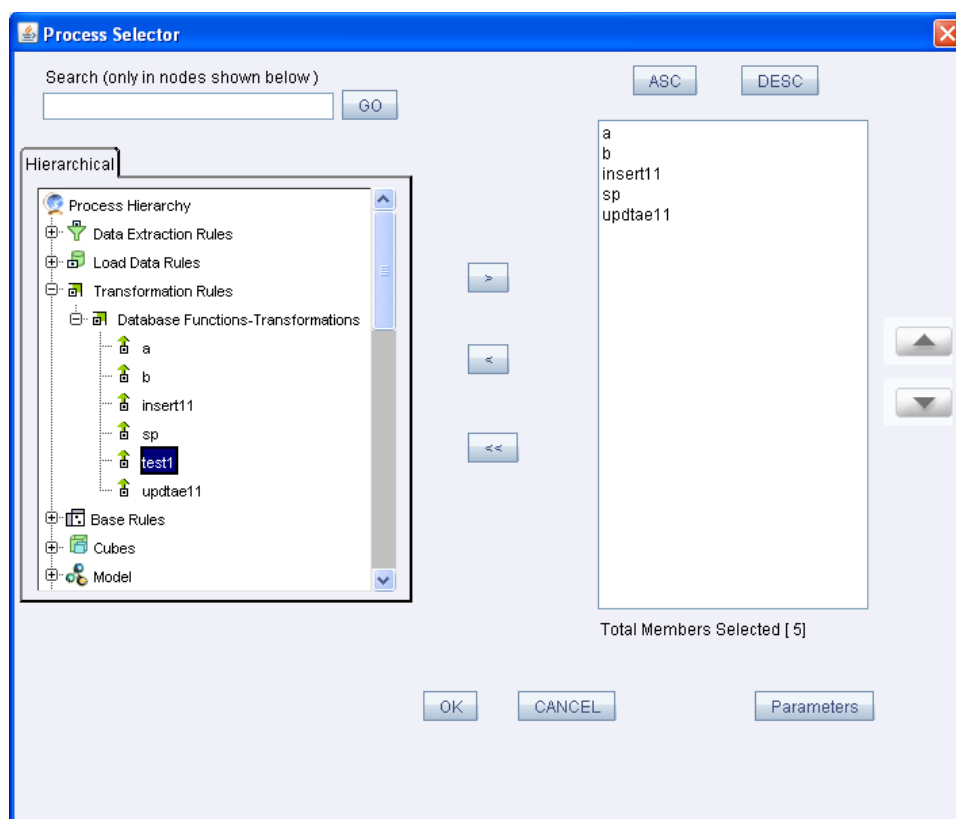 Process Selector
Search (only in nodes shown below )
GO
ASC
DESC
Hierarchical
Process Hierarchy
Data Extraction Rules
Load Data Rules
Transformation Rules
Database Functions-Transformations
a
b
insert11
sp
test1
updtae11
Base Rules
Cubes
Model
>
<
<<
a
b
insert11
sp
updtae11
Total Members Selected [ 5]
OK
CANCEL
Parameters